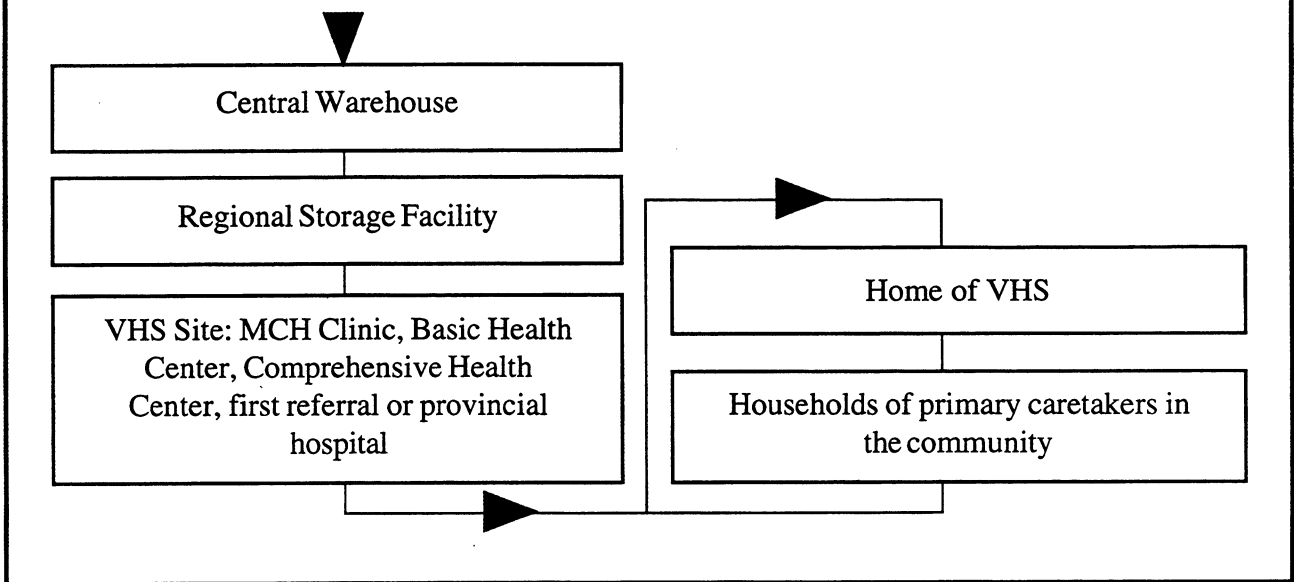 Central Warehouse
Regional Storage Facility
VHS Site: MCH Clinic, Basic Health
Center, Comprehensive Health
Center, first referral or provincial
hospital
Home of VHS
Households of primary caretakers in
the community